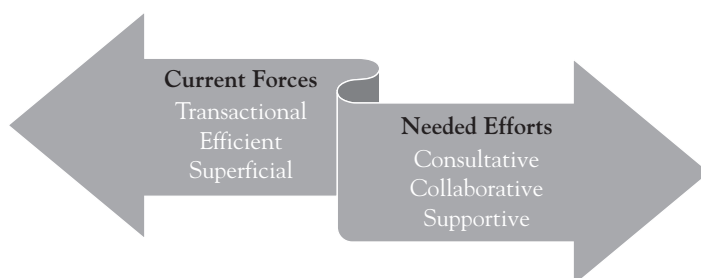 Current Forces
Transactional
Efficient
Superficial
Needed Efforts
Consultative
Collaborative
Supportive